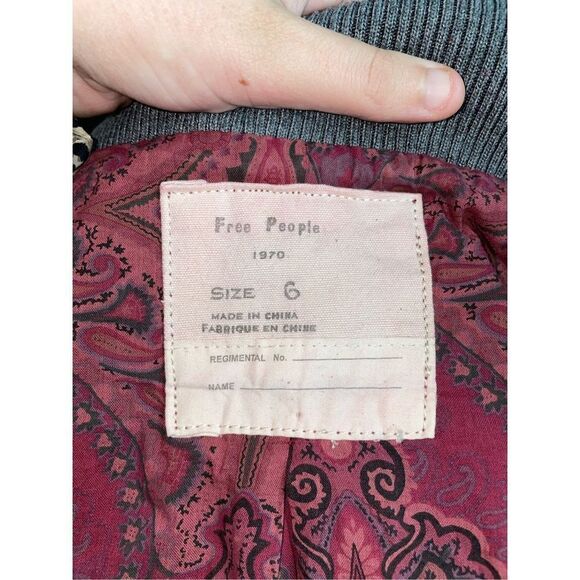 Free People
1970
SIZE 6
MADE IN CHINA
FABRIQUE EN CHINE
REGIMENTAL No.
NAME